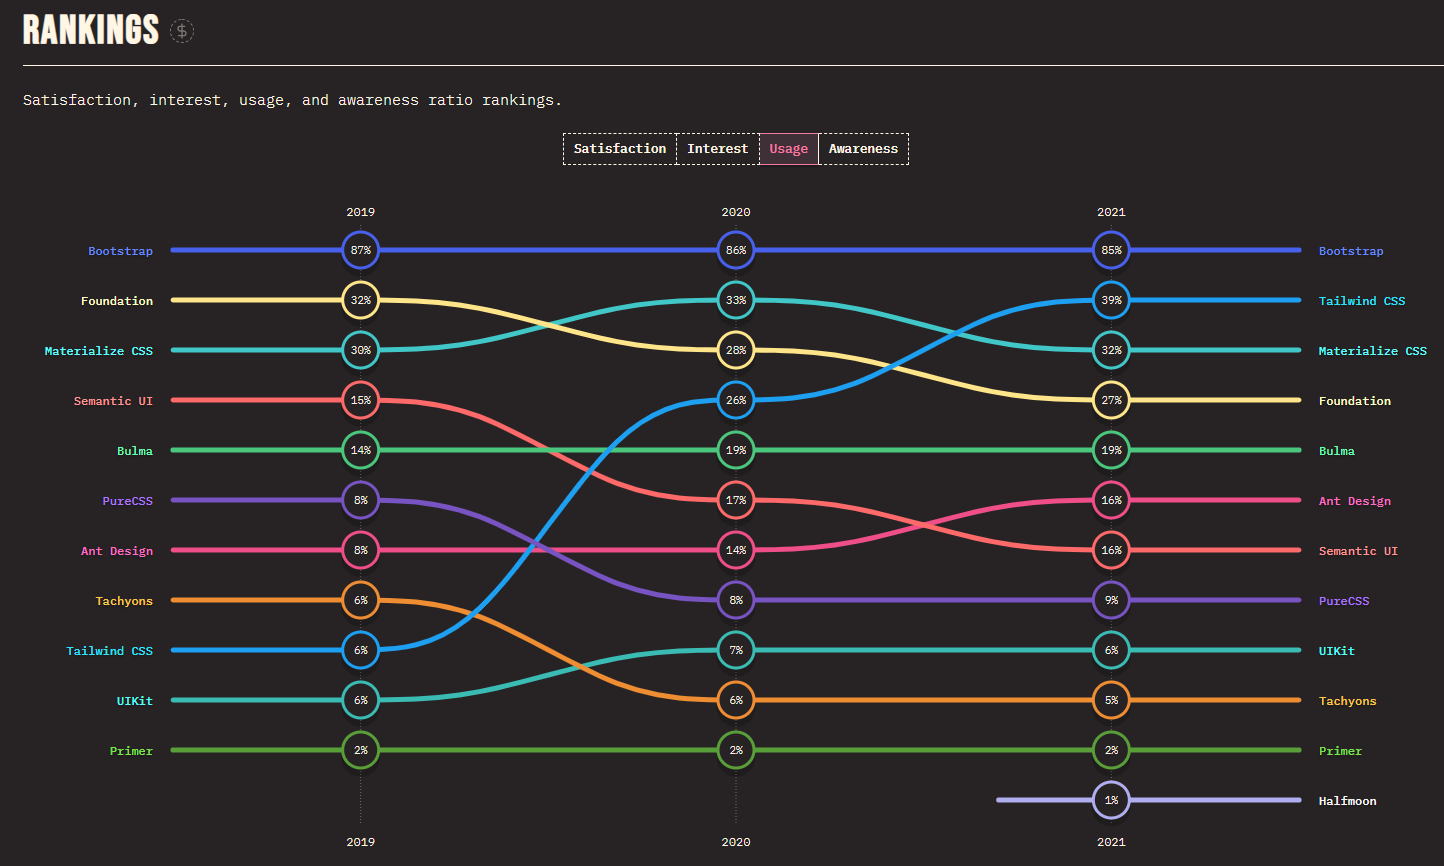 RANKINGS $
Satisfaction, interest, usage, and awareness ratio rankings.
Satisfaction Interest Usage Awareness
2019 2020 2021
Bootstrap 87% 86% 85% Bootstrap
Foundation 32% 33% 39% Tailwind CSS
Materialize CSS 30% 28% 32% Materialize CSS
Semantic UI 15% 26% 27% Foundation
Bulma 14% 19% 19% Bulma
PureCSS 8% 17% 16% Ant Design
Ant Design 8% 14% 16% Semantic UI
Tachyons 6% 8% 9% PureCSS
Tailwind CSS 6% 7% 6% UIKit
UIKit 6% 6% 5% Tachyons
Primer 2% 2% 2% Primer
1% Halfmoon
2019 2020 2021